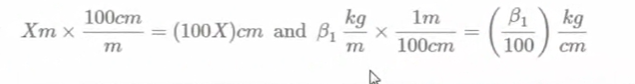 Xm × 100cm/m = (100X)cm and β₁ kg/m × 1m/100cm = (β₁/100) kg/cm